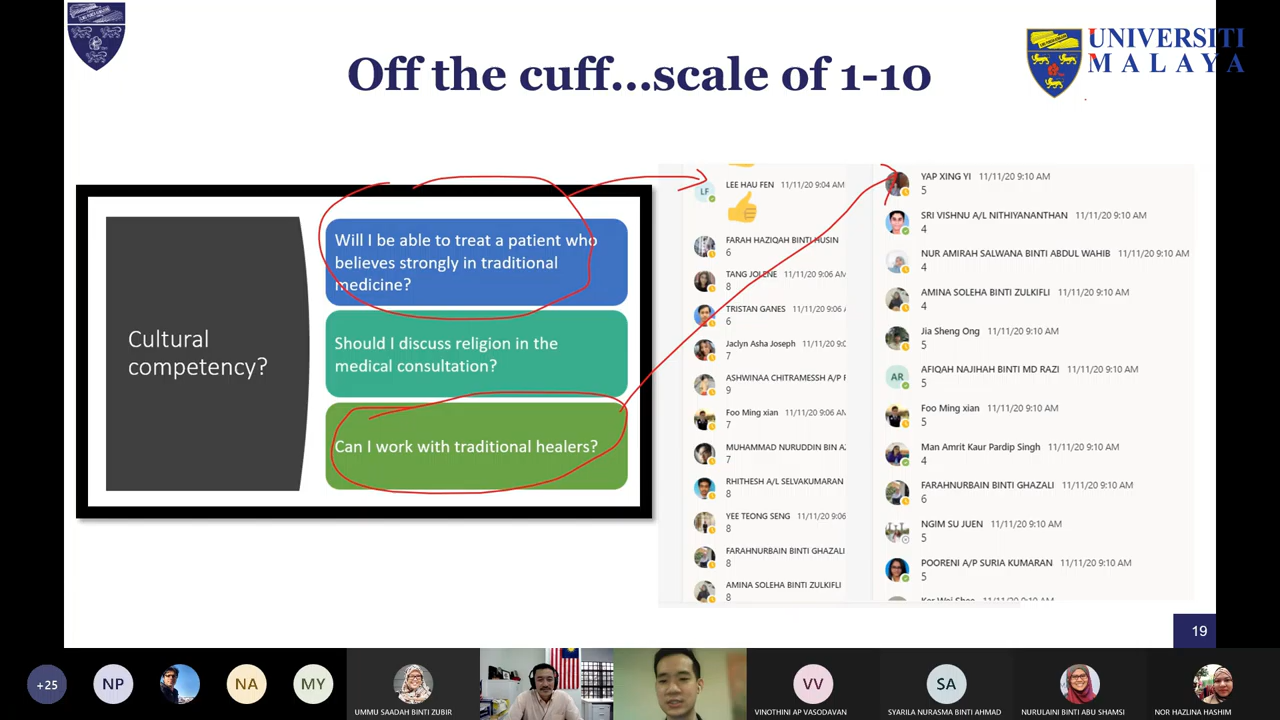 Off the cuff...scale of 1-10
UNIVERSITI
MALAYA
Cultural
competency?
Will I be able to treat a patient who
believes strongly in traditional
medicine?
Should I discuss religion in the
medical consultation?
Can I work with traditional healers?
LF
LEE HAU FEN 11/11/20 9:04 AM
FARAH HAZIQAH BINTI HUSIN
6
TANG JOLENE 11/11/20 9:06 AM
8
TRISTAN GANES 11/11/20 9:06
6
Jaclyn Asha Joseph 11/11/20
7
ASHWINAA CHITRAMESSH A/P
9
Foo Ming xian 11/11/20 9:06 AM
7
MUHAMMAD NURUDDIN BIN
7
RHITHESH A/L SELVAKUMARAN
8
YEE TEONG SENG 11/11/20 9:06
8
FARAHNURBAIN BINTI GHAZALI
8
AMINA SOLEHA BINTI ZULKIFLI
8
YAP XING YI 11/11/20 9:10 AM
5
SRI VISHNU A/L NITHIYANANTHAN 11/11/20 9:10 AM
4
NUR AMIRAH SALWANA BINTI ABDUL WAHIB 11/11/20 9:10 AM
4
AMINA SOLEHA BINTI ZULKIFLI 11/11/20 9:10 AM
4
Jia Sheng Ong 11/11/20 9:10 AM
5
AR
AFIQAH NAJIHAH BINTI MD RAZI 11/11/20 9:10 AM
5
Foo Ming xian 11/11/20 9:10 AM
5
Man Amrit Kaur Pardip Singh 11/11/20 9:10 AM
4
FARAHNURBAIN BINTI GHAZALI 11/11/20 9:10 AM
6
NGIM SU JUEN 11/11/20 9:10 AM
5
POORENI A/P SURIA KUMARAN 11/11/20 9:10 AM
5
19
+25
NP
NA
MY
UMMU SAADAH BINTI ZUBIR
VV
VINOTHINI AP VASODAVAN
SA
SYARILA NURASMA BINTI AHMAD
NURULAINI BINTI ABU SHAMSI
NOR HAZLINA HASHIM